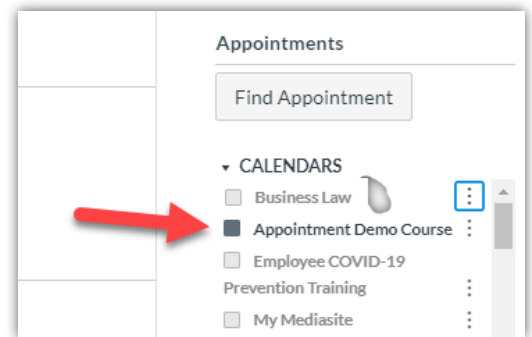 Appointments
Find Appointment
CALENDARS
Business Law
Appointment Demo Course
Employee COVID-19
Prevention Training
My Mediasite